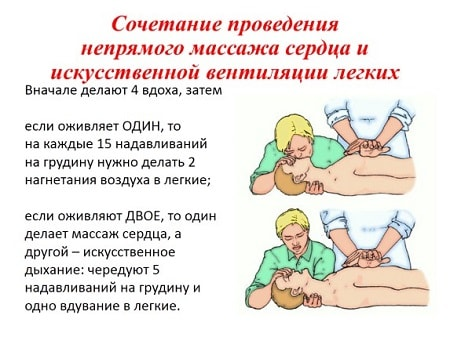 Сочетание проведения
непрямого массажа сердца и
искусственной вентиляции легких
Вначале делают 4 вдоха, затем
если оживляет ОДИН, то
на каждые 15 надавливаний
на грудину нужно делать 2
нагнетания воздуха в легкие;
если оживляют ДВОЕ, то один
делает массаж сердца, а
другой – искусственное
дыхание: чередуют 5
надавливаний на грудину и
одно вдувание в легкие.